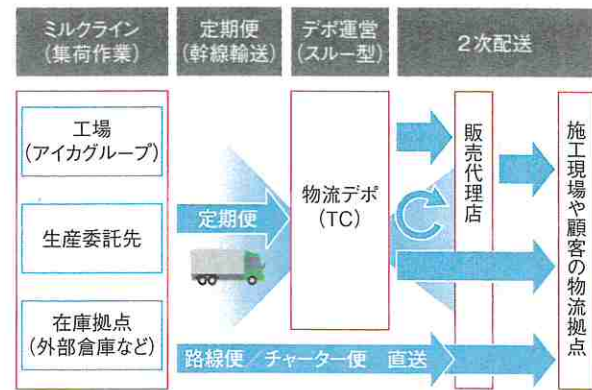 ミルクライン
(集荷作業)
定期便
(幹線輸送)
デポ運営
(スルー型)
2次配送
工場
(アイカグループ)
生産委託先
在庫拠点
(外部倉庫など)
定期便
物流デポ
(TC)
販売代理店
施工現場や顧客の物流拠点
路線便/チャーター便 直送